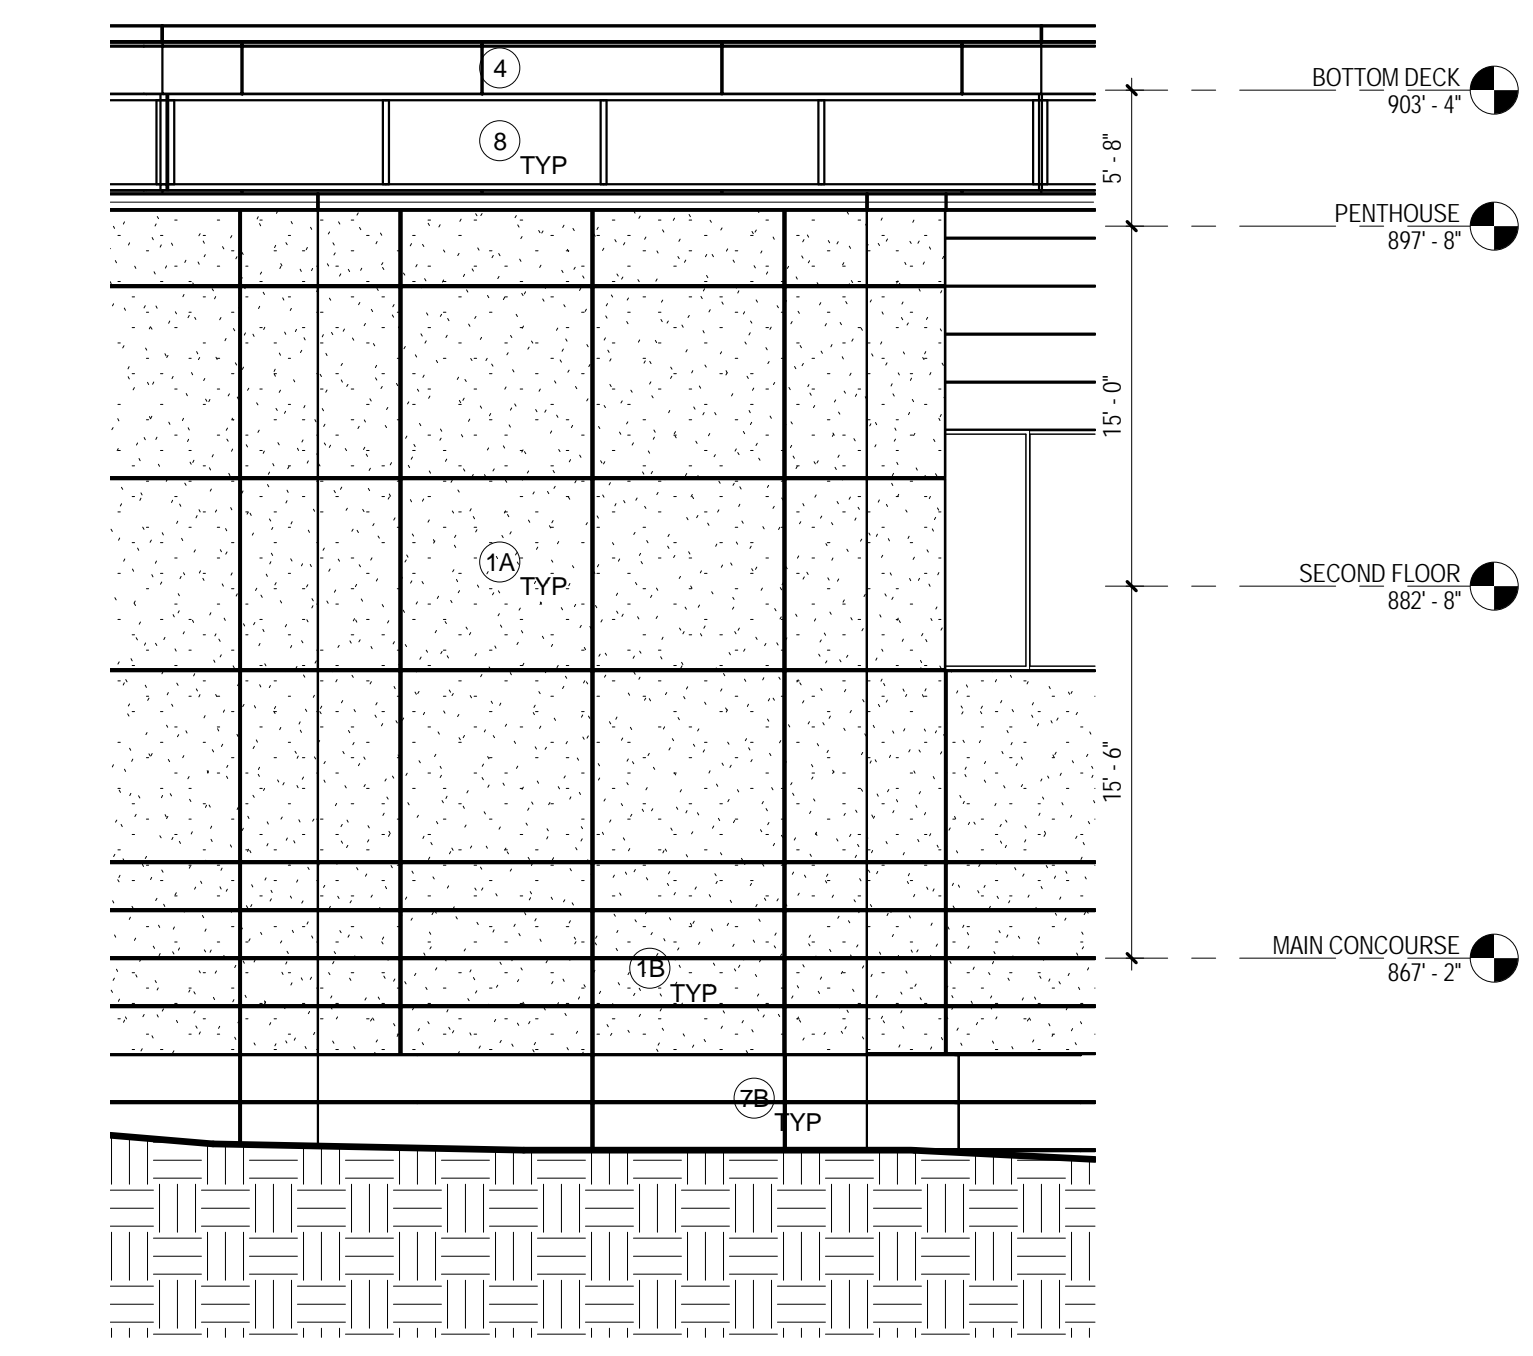 4
BOTTOM DECK
903' - 4"
8
TYP
5' - 8"
PENTHOUSE
897' - 8"
15' - 0"
1A
TYP
SECOND FLOOR
882' - 8"
15' - 6"
MAIN CONCOURSE
867' - 2"
1B
TYP
7B
TYP